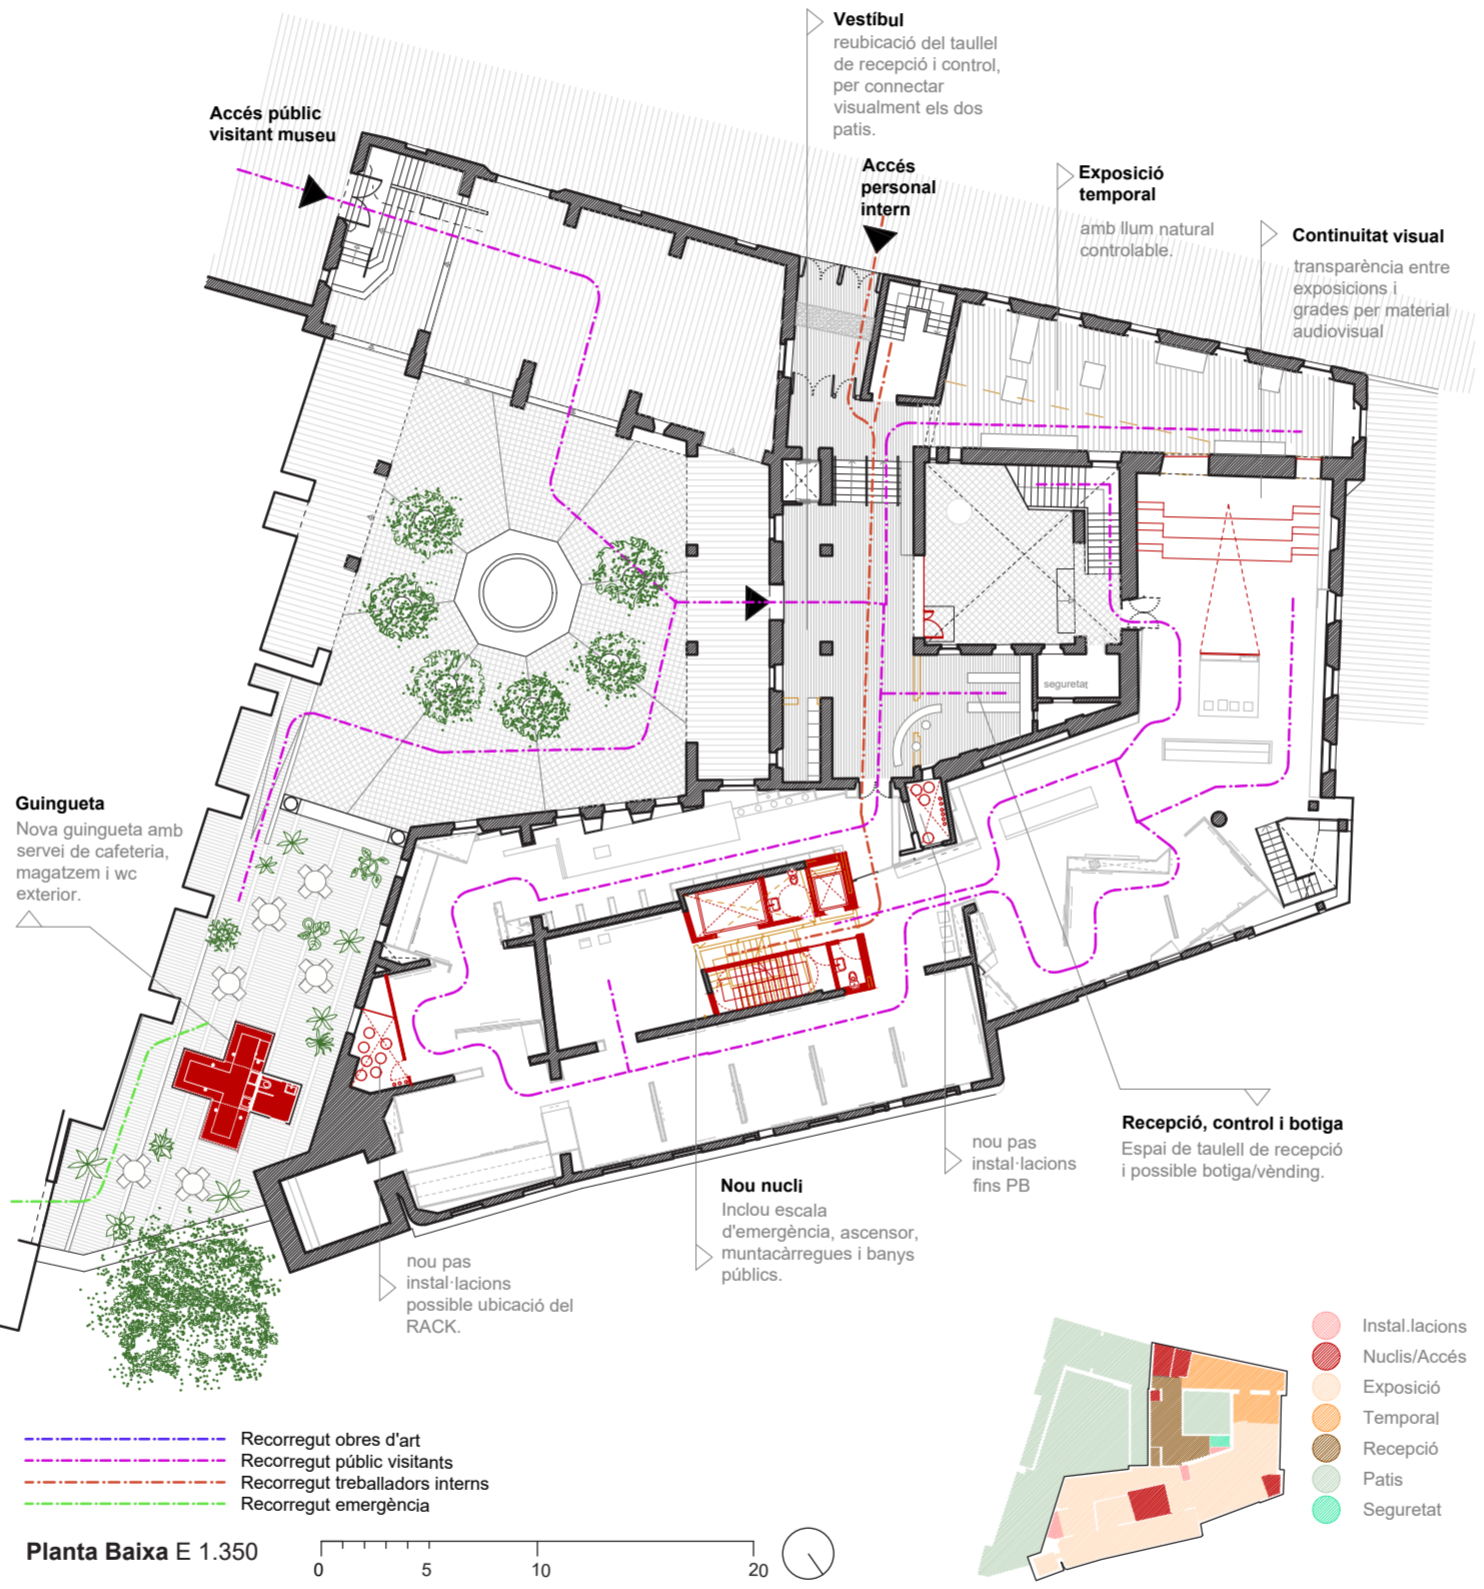 Vestíbul
reubicació del taullel
de recepció i control,
per connectar
visualment els dos
patis.
Accés públic
visitant museu
Accés
personal
intern
Exposició
temporal
amb llum natural
controlable.
Continuitat visual
transparència entre
exposicions i
grades per material
audiovisual
seguretat
Guingueta
Nova guingueta amb
servei de cafeteria,
magatzem i wc
exterior.
Recepció, control i botiga
Espai de taulell de recepció
i possible botiga/vènding.
nou pas
instal·lacions
fins PB
Nou nucli
Inclou escala
d'emergència, ascensor,
muntacàrregues i banys
públics.
nou pas
instal·lacions
possible ubicació del
RACK.
Instal.lacions
Nuclis/Accés
Exposició
Temporal
Recepció
Patis
Seguretat
Recorregut obres d'art
Recorregut públic visitants
Recorregut treballadors interns
Recorregut emergència
Planta Baixa E 1.350
0 5 10 20